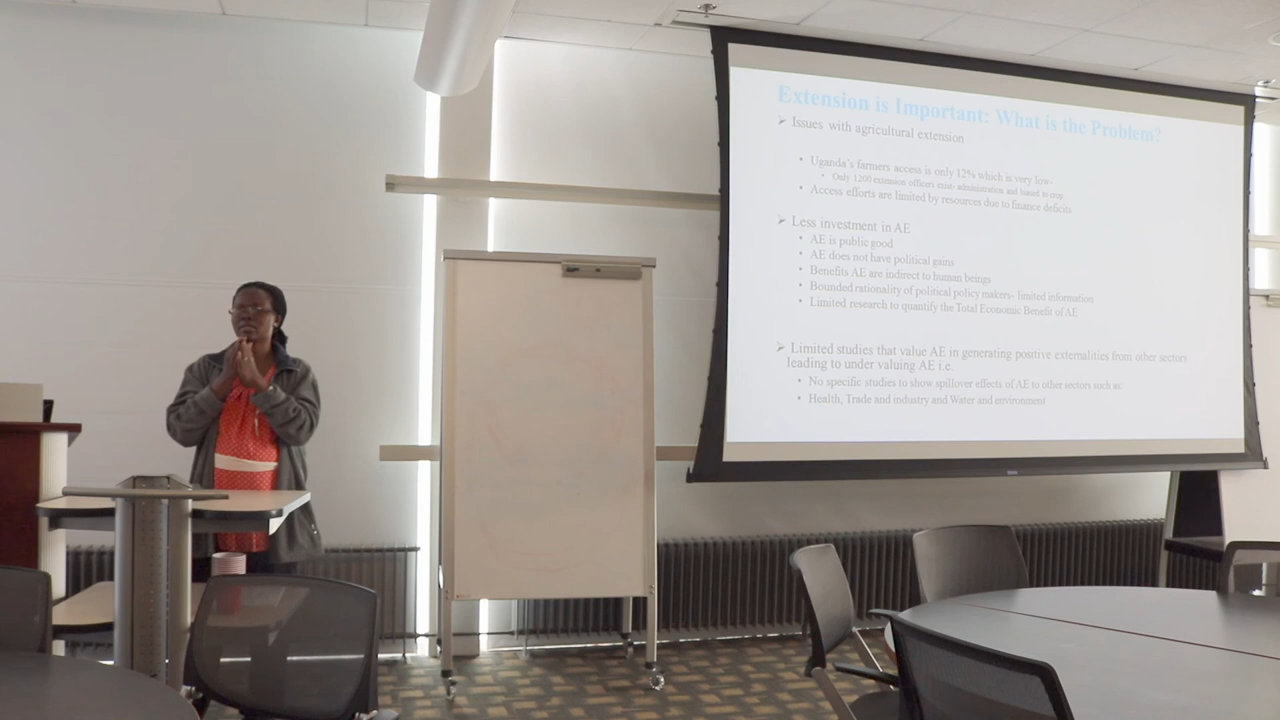 Extension is Important: What is the Problem?
➢ Issues with agricultural extension
• Uganda's farmers access is only 12% which is very low-
• Only 1200 extension officers exist- administration and biased to crop
• Access efforts are limited by resources due to finance deficits
➢ Less investment in AE
• AE is public good
• AE does not have political gains
• Benefits AE are indirect to human beings
• Bounded rationality of political policy makers- limited information
• Limited research to quantify the Total Economic Benefit of AE
➢ Limited studies that value AE in generating positive externalities from other sectors
leading to under valuing AE i.e.
• No specific studies to show spillover effects of AE to other sectors such as:
• Health, Trade and industry and Water and environment